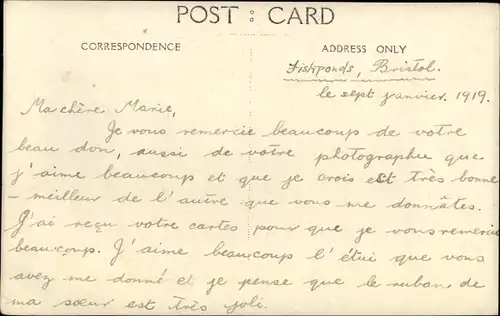 POST : CARD
CORRESPONDENCE
ADDRESS ONLY
Fishponds, Bristol.
le sept janvier. 1919.
Ma chère Marie,
Je vous remercie beaucoup de votre
beau don, aussi de votre photographie que
j'aime beaucoup et que je crois est très bonne
– meilleur de l'autre que vous me donnâtes.
J'ai reçu votre cartes pour que je vous remercie
beaucoup. J'aime beaucoup l'étui que vous
avez me donné et je pense que le ruban de
ma sœur est très joli.